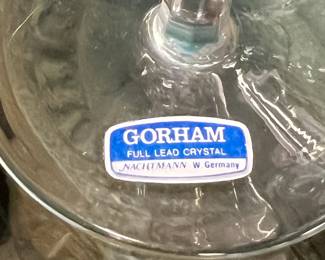 GORHAM
FULL LEAD CRYSTAL
NACHTMANN W. Germany